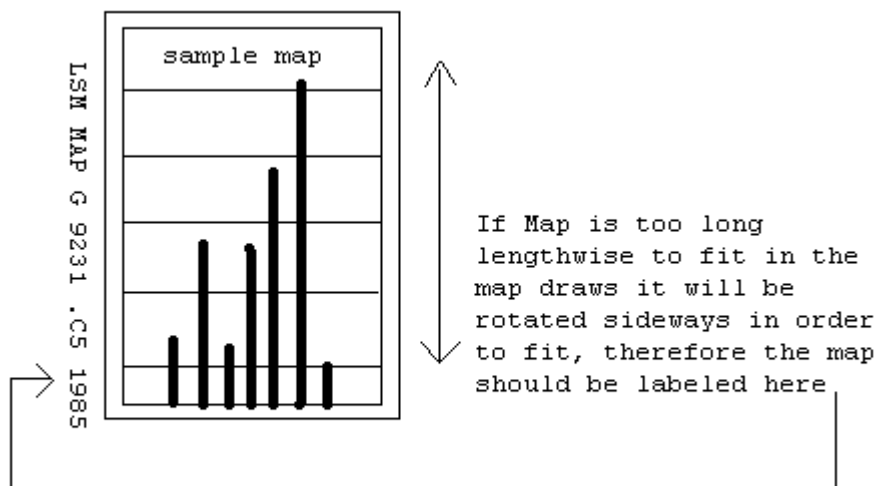 sample map
LSM MAP G 9231 .C5 1985
If Map is too long
lengthwise to fit in the
map draws it will be
rotated sideways in order
to fit, therefore the map
should be labeled here